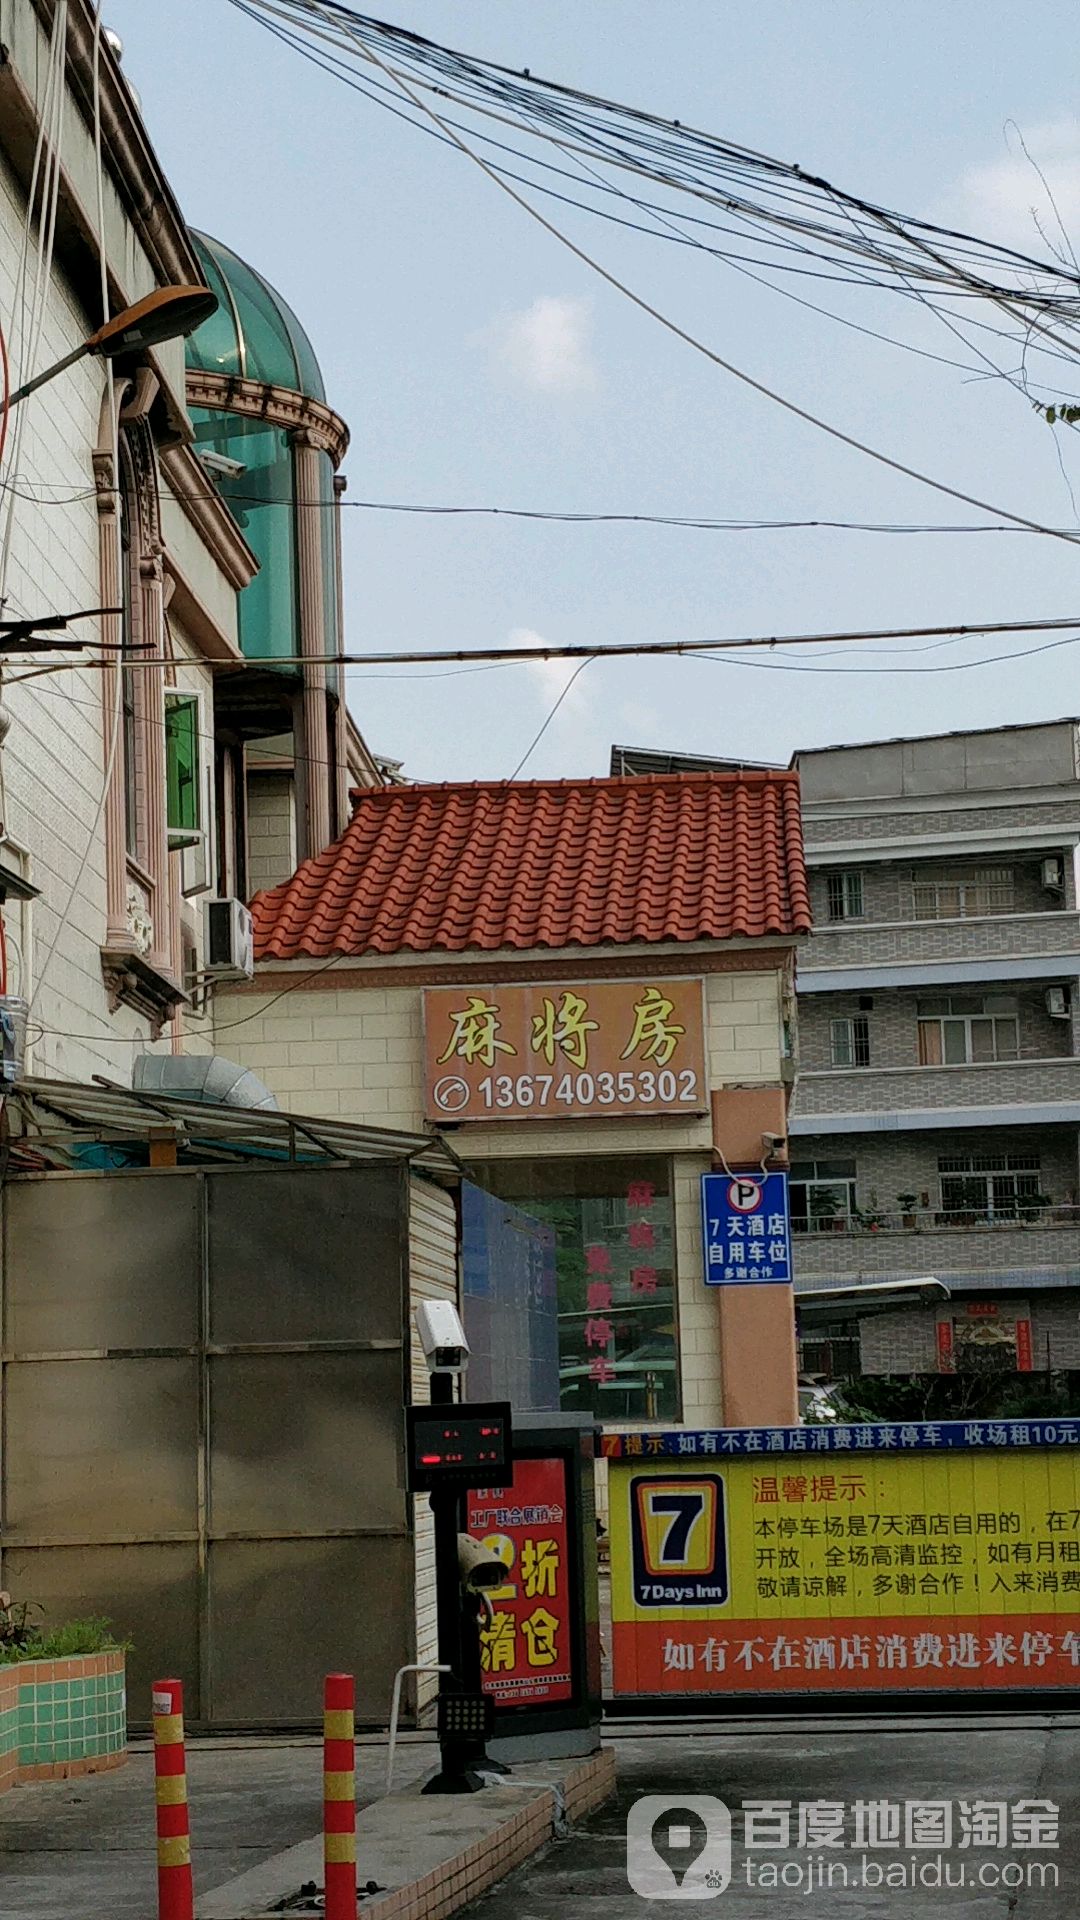 麻将房
13674035302
P
7天酒店
自用车位
多谢合作
麻将房
免费停车
7提示:如有不在酒店消费进来停车,收场租10元
7
7 Days Inn
温馨提示:
本停车场是7天酒店自用的,在7
开放,全场高清监控,如有月租
敬请谅解,多谢合作!入来消费
如有不在酒店消费进来停车
工厂联合展销会
2折
清仓
百度地图淘金
taojin.baidu.com